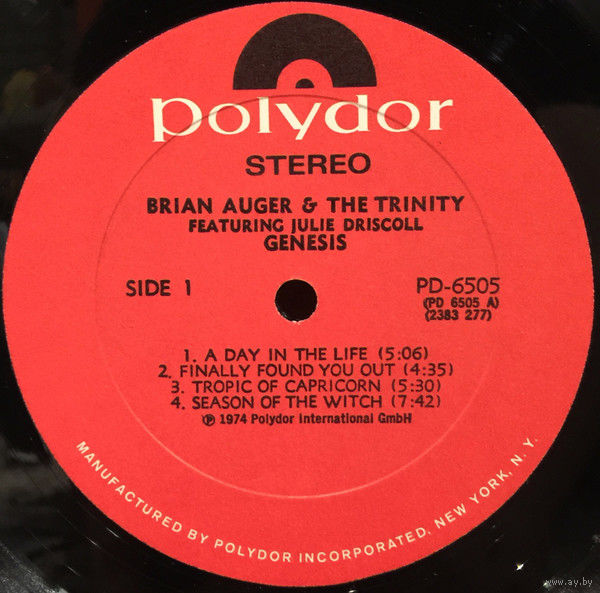 polydor
STEREO
BRIAN AUGER & THE TRINITY
FEATURING JULIE DRISCOLL
GENESIS
SIDE 1
PD-6505
(PD 6505 A)
(2383 277)
1. A DAY IN THE LIFE (5:06)
2. FINALLY FOUND YOU OUT (4:35)
3. TROPIC OF CAPRICORN (5:30)
4. SEASON OF THE WITCH (7:42)
℗ 1974 Polydor International GmbH
MANUFACTURED BY POLYDOR INCORPORATED, NEW YORK, N. Y.
www.ay.by